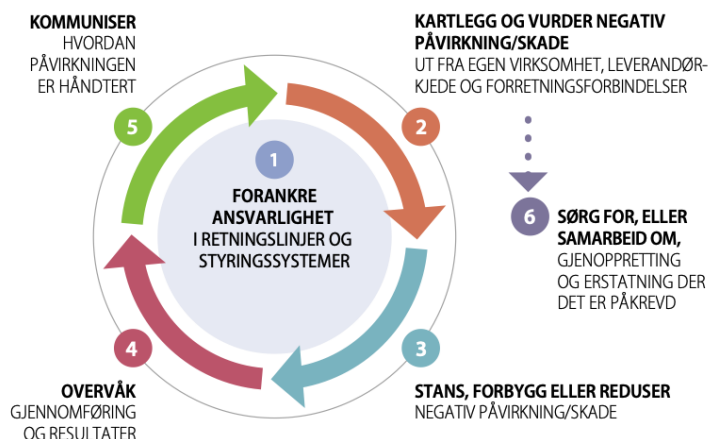 KOMMUNISER
HVORDAN
PÅVIRKNINGEN
ER HÅNDTERT
5
KARTLEGG OG VURDER NEGATIV
PÅVIRKNING/SKADE
UT FRA EGEN VIRKSOMHET, LEVERANDØR-
KJEDE OG FORRETNINGSFORBINDELSER
2
1
FORANKRE
ANSVARLIGHET
I RETNINGSLINJER OG
STYRINGSSYSTEMER
6
SØRG FOR, ELLER
SAMARBEID OM,
GJENOPPRETTING
OG ERSTATNING DER
DET ER PÅKREVD
4
OVERVÅK
GJENNOMFØRING
OG RESULTATER
3
STANS, FORBYGG ELLER REDUSER
NEGATIV PÅVIRKNING/SKADE